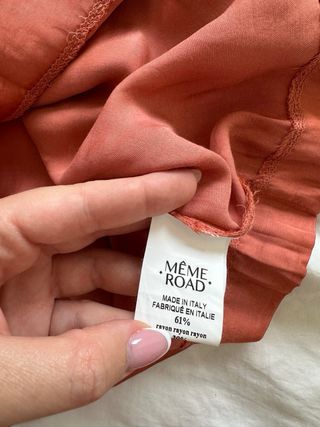 MÊME
• ROAD •
MADE IN ITALY
FABRIQUÉ EN ITALIE
61%
rayon rayon rayon